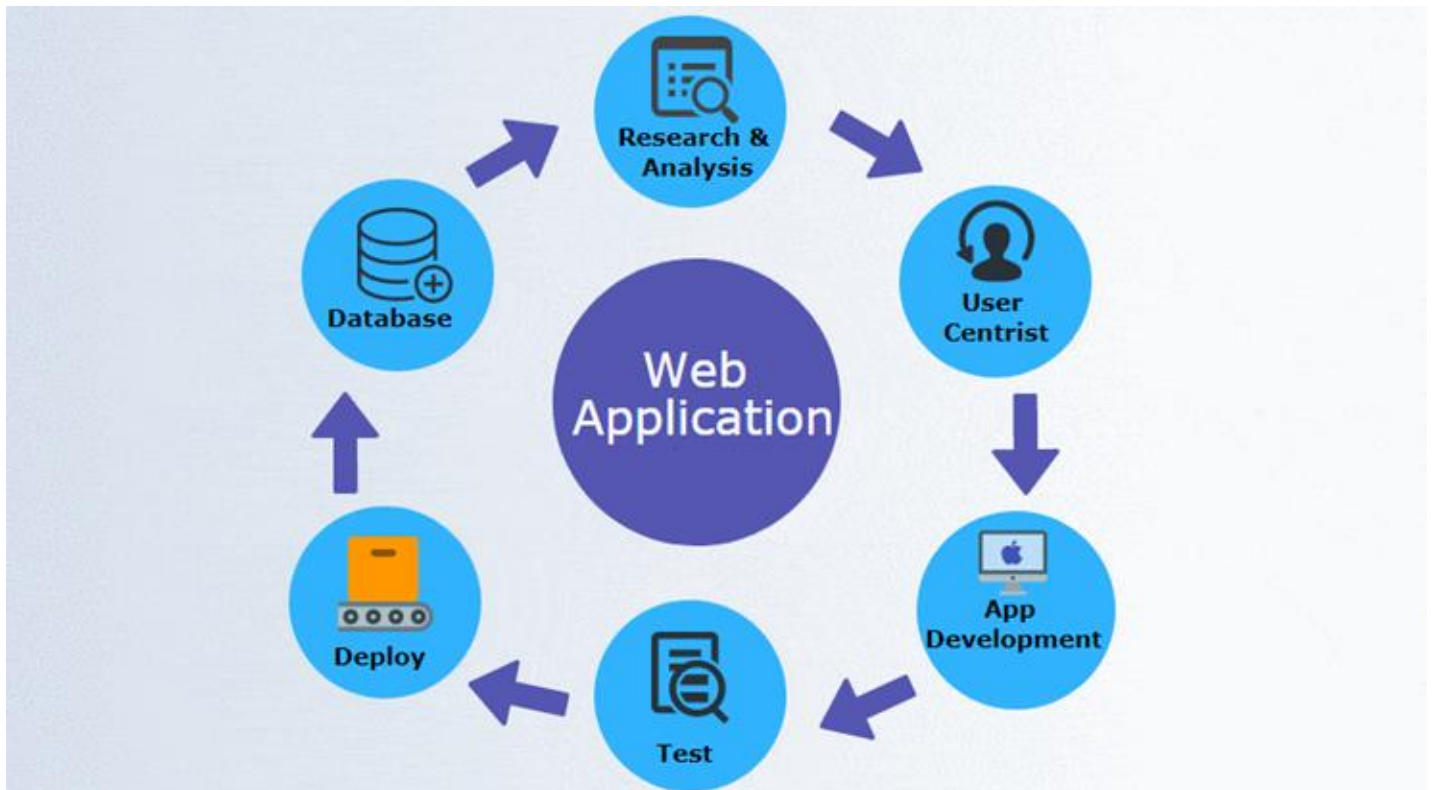 Research &
Analysis
User
Centrist
App
Development
Test
Deploy
Database
Web
Application